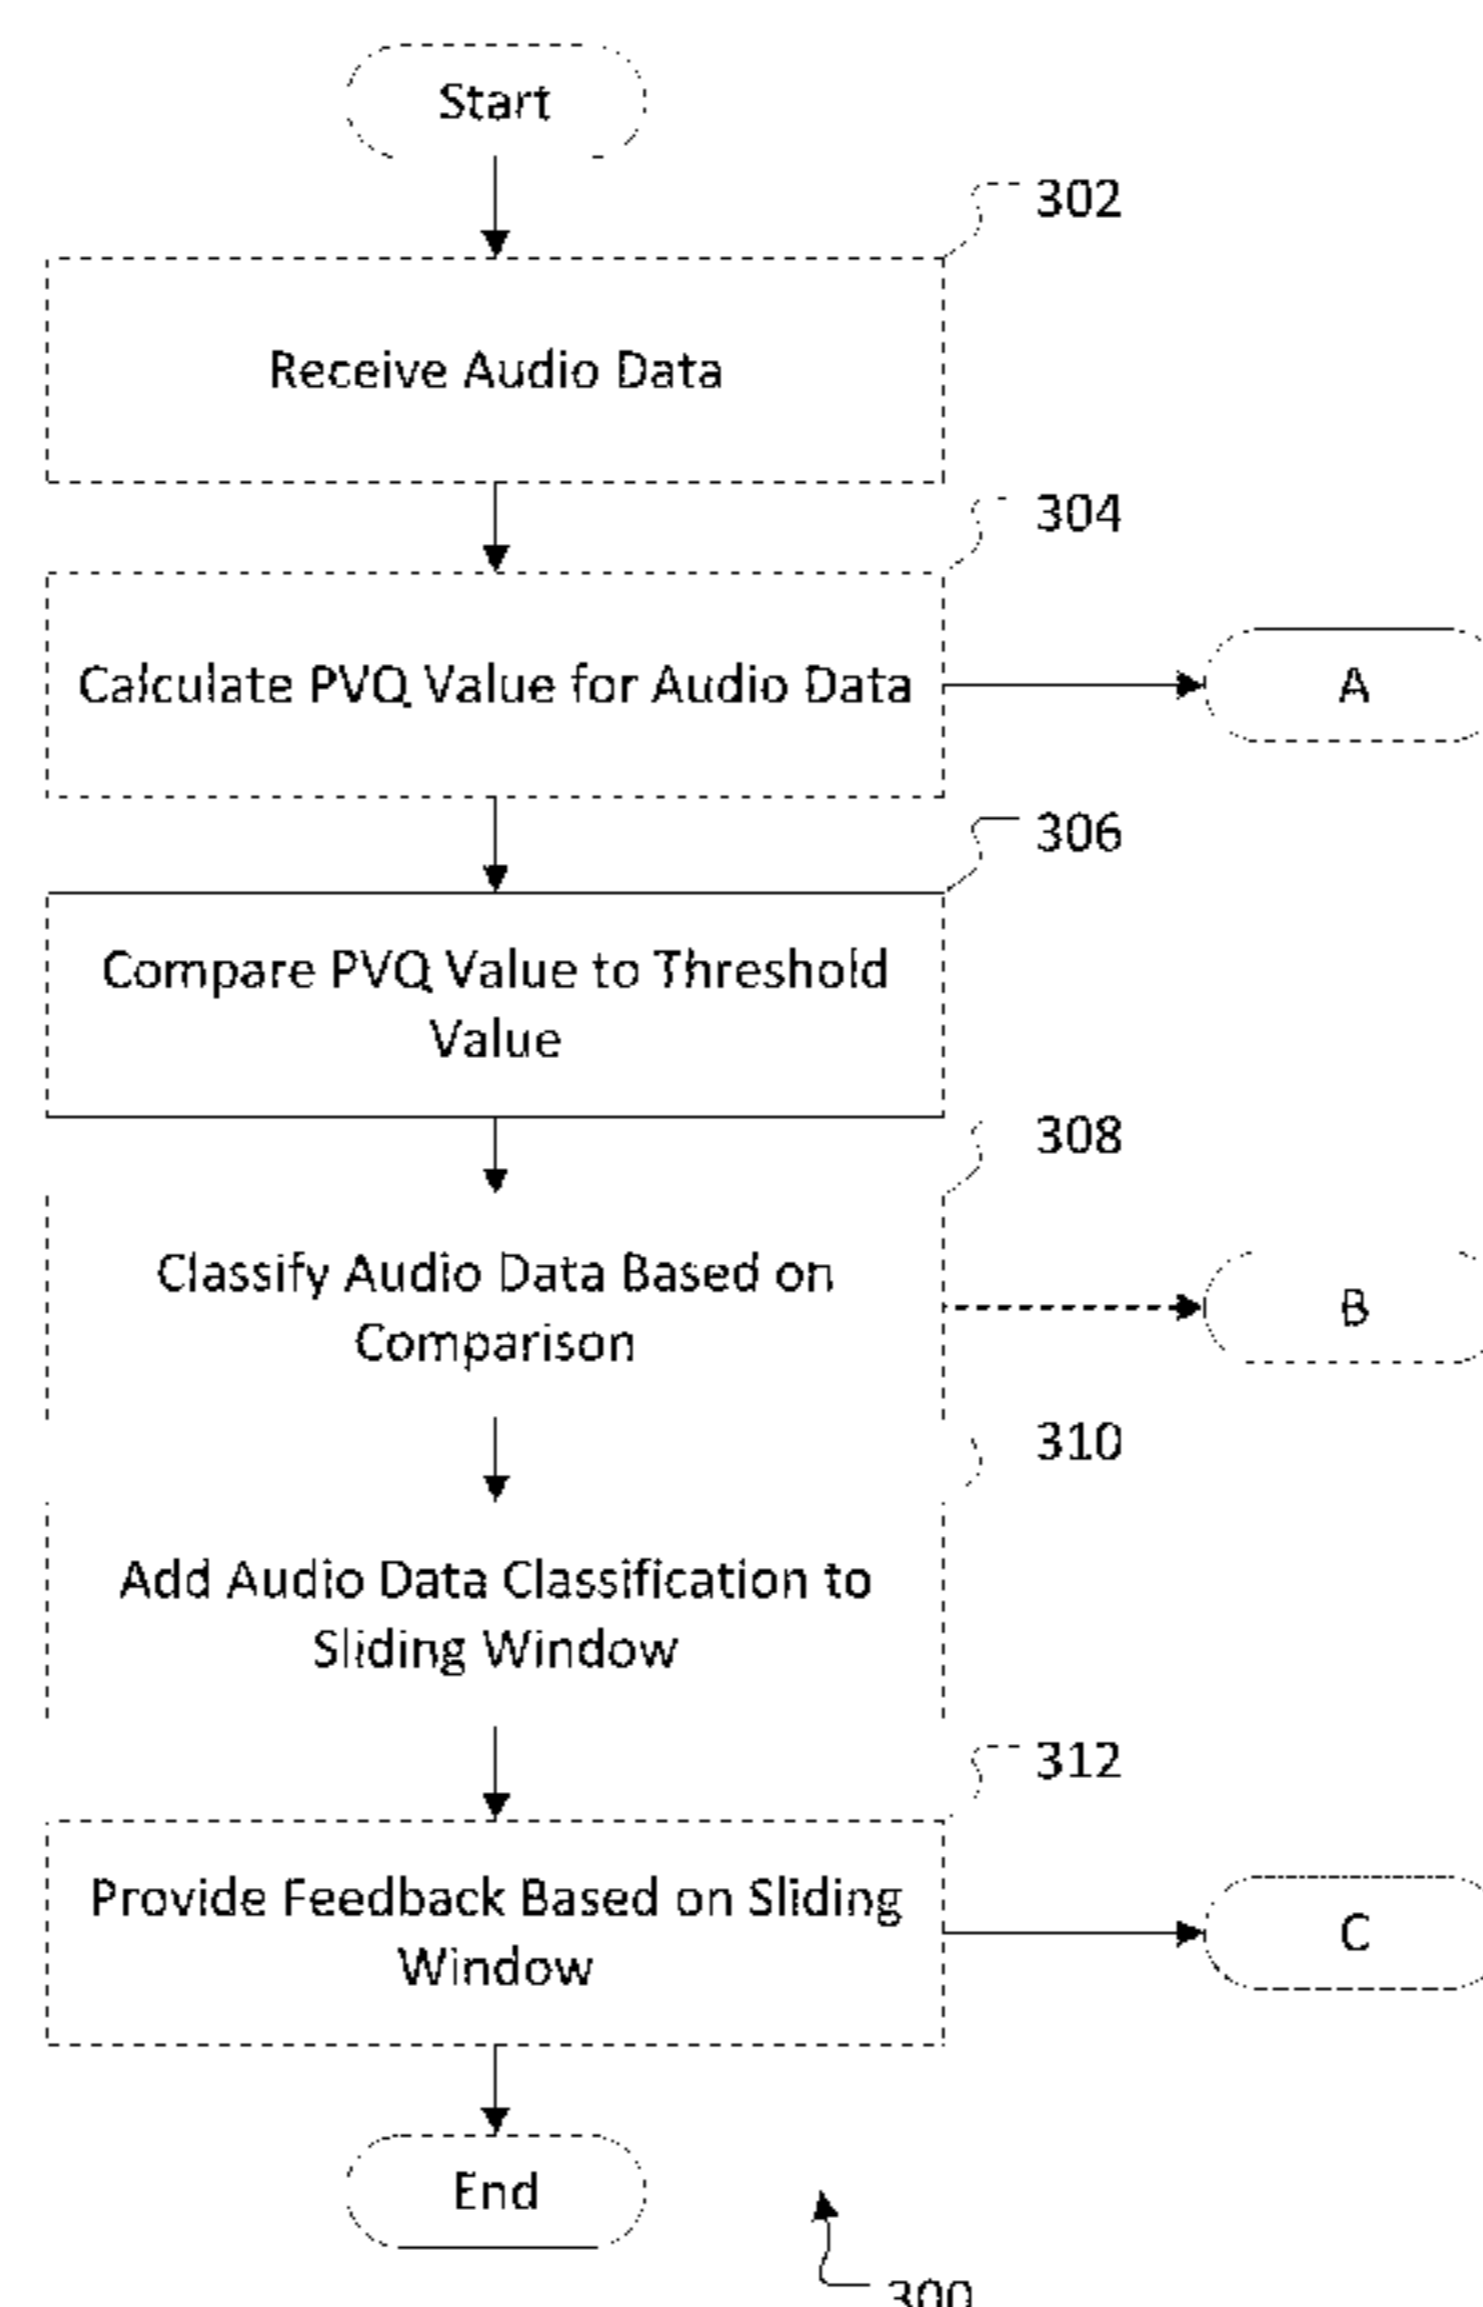 Start
302
Receive Audio Data
304
Calculate PVQ Value for Audio Data
A
306
Compare PVQ Value to Threshold
Value
308
Classify Audio Data Based on
Comparison
B
310
Add Audio Data Classification to
Sliding Window
312
Provide Feedback Based on Sliding
Window
C
End
300